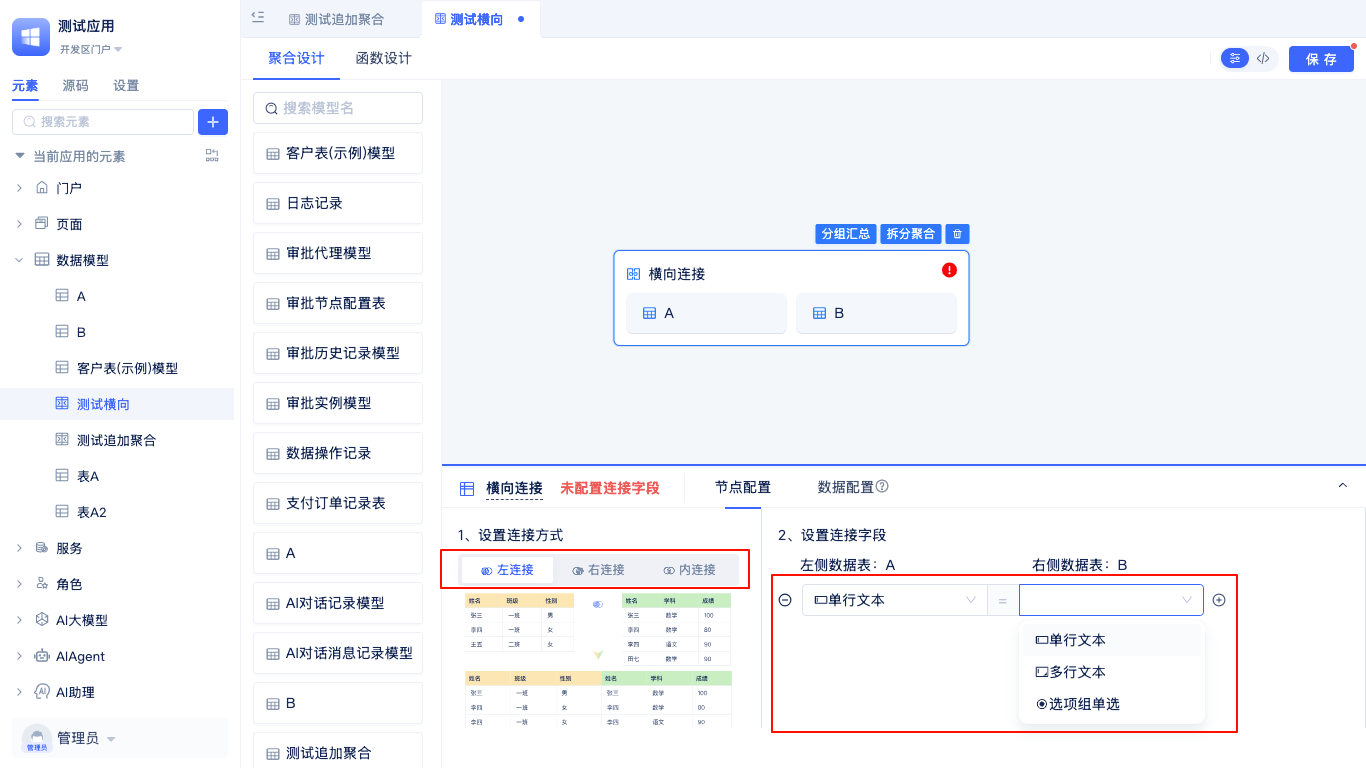 测试应用
开发区门户
元素
源码
设置
搜索元素
当前应用的元素
门户
页面
数据模型
A
B
客户表(示例)模型
测试横向
测试追加聚合
表A
表A2
服务
角色
AI大模型
AIAgent
AI助理
管理员
管理员
测试追加聚合
测试横向
聚合设计
函数设计
保存
搜索模型名
客户表(示例)模型
日志记录
审批代理模型
审批节点配置表
审批历史记录模型
审批实例模型
数据操作记录
支付订单记录表
A
AI对话记录模型
AI对话消息记录模型
B
测试追加聚合
分组汇总
拆分聚合
横向连接
A
B
横向连接
未配置连接字段
节点配置
数据配置
1、设置连接方式
左连接
右连接
内连接
姓名 班级 性别
张三 一班 男
李四 一班 女
王五 二班 女
姓名 学科 成绩
张三 数学 100
李四 数学 80
李四 语文 90
田七 数学 90
姓名 班级 性别 姓名 学科 成绩
张三 一班 男 张三 数学 100
李四 一班 女 李四 数学 80
李四 一班 女 李四 语文 90
2、设置连接字段
左侧数据表：A
右侧数据表：B
单行文本
=
单行文本
多行文本
选项组单选